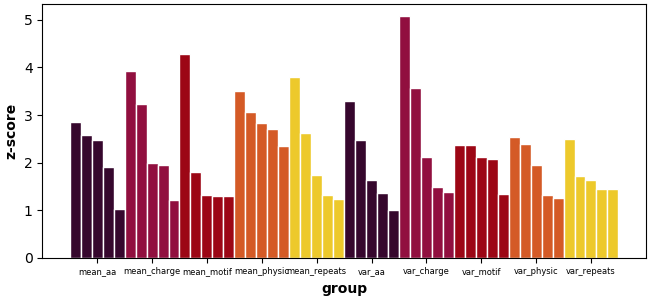 5
4
3
2
1
0
z-score
mean_aa mean_charge mean_motif mean_physic mean_repeats var_aa var_charge var_motif var_physic var_repeats
group